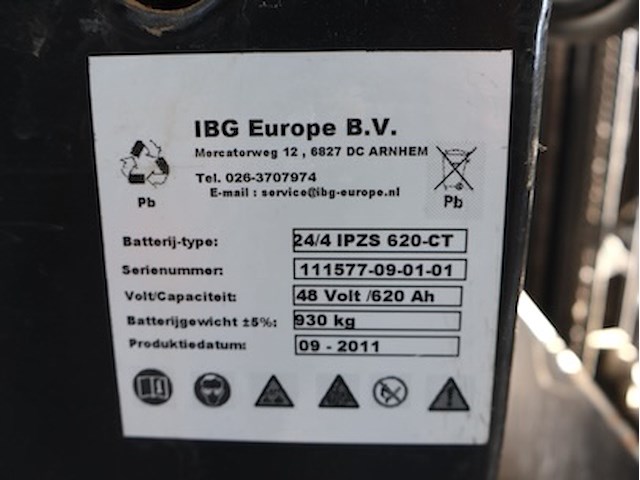 IBG Europe B.V.
Mercatorweg 12 , 6827 DC ARNHEM
Tel. 026-3707974
E-mail : service@ibg-europe.nl
Pb
Pb
Batterij-type: 24/4 IPZS 620-CT
Serienummer: 111577-09-01-01
Volt/Capaciteit: 48 Volt /620 Ah
Batterijgewicht ±5%: 930 kg
Produktiedatum: 09 - 2011